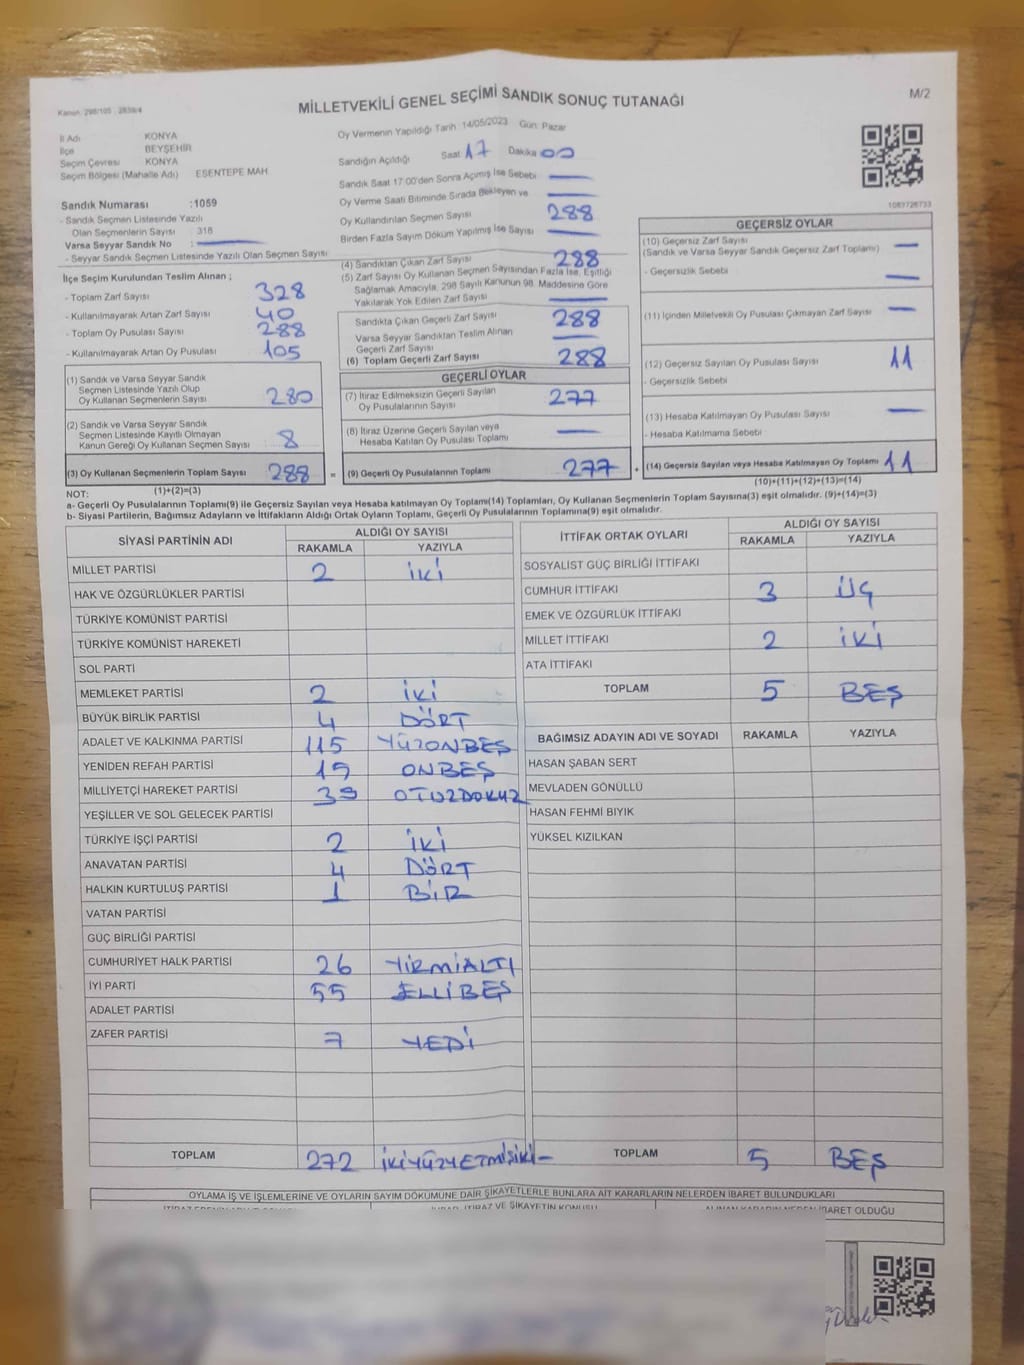 Kanun: 298/105 - 2839/4
MİLLETVEKİLİ GENEL SEÇİMİ SANDIK SONUÇ TUTANAĞI
M/2
İl Adı KONYA
İlçe BEYŞEHİR
Seçim Çevresi KONYA
Seçim Bölgesi (Mahalle Adı) ESENTEPE MAH
Sandık Numarası :1059
- Sandık Seçmen Listesinde Yazılı
Olan Seçmenlerin Sayısı 318
Varsa Seyyar Sandık No :
- Seyyar Sandık Seçmen Listesinde Yazılı Olan Seçmen Sayısı
Oy Vermenin Yapıldığı Tarih :14/05/2023 Gün: Pazar
Sandığın Açıldığı Saat 17 Dakika 00
Sandık Saat 17:00'den Sonra Açmış İse Sebebi
Oy Verme Saati Bitiminde Sırada Bekleyen ve
Oy Kullandırılan Seçmen Sayısı 288
Birden Fazla Sayım Döküm Yapılmış İse Sayısı
1087726733
İlçe Seçim Kurulundan Teslim Alınan ;
- Toplam Zarf Sayısı 328
- Kullanılmayarak Artan Zarf Sayısı 40
- Toplam Oy Pusulası Sayısı 288
- Kullanılmayarak Artan Oy Pusulası 105
(1) Sandık ve Varsa Seyyar Sandık
Seçmen Listesinde Yazılı Olup
Oy Kullanan Seçmenlerin Sayısı 280
(2) Sandık ve Varsa Seyyar Sandık
Seçmen Listesinde Kayıtlı Olmayan
Kanun Gereği Oy Kullanan Seçmen Sayısı 8
(3) Oy Kullanan Seçmenlerin Toplam Sayısı 288
(1)+(2)=(3)
(4) Sandıktan Çıkan Zarf Sayısı 288
(5) Zarf Sayısı Oy Kullanan Seçmen Sayısından Fazla İse, Eşitliği
Sağlamak Amacıyla, 298 Sayılı Kanunun 98. Maddesine Göre
Yakılarak Yok Edilen Zarf Sayısı
Sandıkta Çıkan Geçerli Zarf Sayısı 288
Varsa Seyyar Sandıktan Teslim Alınan
Geçerli Zarf Sayısı
(6) Toplam Geçerli Zarf Sayısı 288
GEÇERLİ OYLAR
(7) İtiraz Edilmeksizin Geçerli Sayılan
Oy Pusulalarının Sayısı 277
(8) İtiraz Üzerine Geçerli Sayılan veya
Hesaba Katılan Oy Pusulası Toplamı
= (9) Geçerli Oy Pusulalarının Toplamı 277 +
GEÇERSİZ OYLAR
(10) Geçersiz Zarf Sayısı
(Sandık ve Varsa Seyyar Sandık Geçersiz Zarf Toplamı)
- Geçersizlik Sebebi
(11) İçinden Milletvekili Oy Pusulası Çıkmayan Zarf Sayısı
(12) Geçersiz Sayılan Oy Pusulası Sayısı 11
- Geçersizlik Sebebi
(13) Hesaba Katılmayan Oy Pusulası Sayısı
- Hesaba Katılmama Sebebi
(14) Geçersiz Sayılan veya Hesaba Katılmayan Oy Toplamı 11
(10)+(11)+(12)+(13)=(14)
NOT:
a- Geçerli Oy Pusulalarının Toplamı(9) ile Geçersiz Sayılan veya Hesaba katılmayan Oy Toplamı(14) Toplamları, Oy Kullanan Seçmenlerin Toplam Sayısına(3) eşit olmalıdır. (9)+(14)=(3)
b- Siyasi Partilerin, Bağımsız Adayların ve İttifakların Aldığı Ortak Oyların Toplamı, Geçerli Oy Pusulalarının Toplamına(9) eşit olmalıdır.
SİYASİ PARTİNİN ADI ALDIĞI OY SAYISI
RAKAMLA YAZIYLA
MİLLET PARTİSİ 2 İKİ
HAK VE ÖZGÜRLÜKLER PARTİSİ
TÜRKİYE KOMÜNİST PARTİSİ
TÜRKİYE KOMÜNİST HAREKETİ
SOL PARTİ
MEMLEKET PARTİSİ 2 İKİ
BÜYÜK BİRLİK PARTİSİ 4 DÖRT
ADALET VE KALKINMA PARTİSİ 115 YÜZONBEŞ
YENİDEN REFAH PARTİSİ 15 ONBEŞ
MİLLİYETÇİ HAREKET PARTİSİ 39 OTUZDOKUZ
YEŞİLLER VE SOL GELECEK PARTİSİ
TÜRKİYE İŞÇİ PARTİSİ 2 İKİ
ANAVATAN PARTİSİ 4 DÖRT
HALKIN KURTULUŞ PARTİSİ 1 BİR
VATAN PARTİSİ
GÜÇ BİRLİĞİ PARTİSİ
CUMHURİYET HALK PARTİSİ 26 YİRMİALTI
İYİ PARTİ 55 ELLİBEŞ
ADALET PARTİSİ
ZAFER PARTİSİ 7 YEDİ
TOPLAM 272 İKİYÜZYETMİŞİKİ-
İTTİFAK ORTAK OYLARI ALDIĞI OY SAYISI
RAKAMLA YAZIYLA
SOSYALİST GÜÇ BİRLİĞİ İTTİFAKI
CUMHUR İTTİFAKI 3 ÜÇ
EMEK VE ÖZGÜRLÜK İTTİFAKI
MİLLET İTTİFAKI 2 İKİ
ATA İTTİFAKI
TOPLAM 5 BEŞ
BAĞIMSIZ ADAYIN ADI VE SOYADI RAKAMLA YAZIYLA
HASAN ŞABAN SERT
MEVLADEN GÖNÜLLÜ
HASAN FEHMİ BIYIK
YÜKSEL KIZILKAN
TOPLAM 5 BEŞ
OYLAMA İŞ VE İŞLEMLERİNE VE OYLARIN SAYIM DÖKÜMÜNE DAİR ŞİKAYETLERLE BUNLARA AİT KARARLARIN NELERDEN İBARET BULUNDUKLARI
İTİRAZ VE ŞİKAYETİN KONUSU
İBARET OLDUĞU